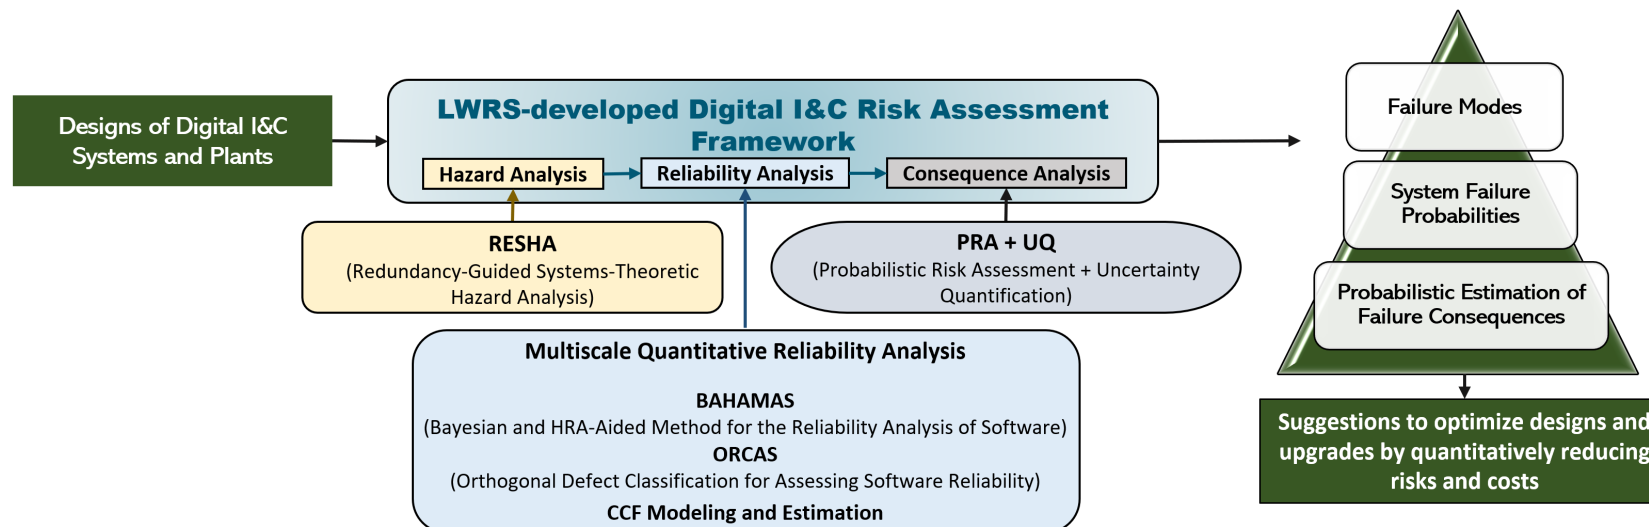 Designs of Digital I&C
Systems and Plants
LWRS-developed Digital I&C Risk Assessment
Framework
Hazard Analysis
Reliability Analysis
Consequence Analysis
RESHA
(Redundancy-Guided Systems-Theoretic
Hazard Analysis)
PRA + UQ
(Probabilistic Risk Assessment + Uncertainty
Quantification)
Multiscale Quantitative Reliability Analysis
BAHAMAS
(Bayesian and HRA-Aided Method for the Reliability Analysis of Software)
ORCAS
(Orthogonal Defect Classification for Assessing Software Reliability)
CCF Modeling and Estimation
Failure Modes
System Failure
Probabilities
Probabilistic Estimation of
Failure Consequences
Suggestions to optimize designs and
upgrades by quantitatively reducing
risks and costs